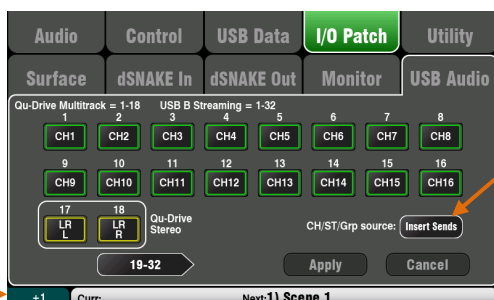 Audio Control USB Data I/O Patch Utility
Surface dSNAKE In dSNAKE Out Monitor USB Audio
Qu-Drive Multitrack = 1-18 USB B Streaming = 1-32
1 2 3 4 5 6 7 8
CH1 CH2 CH3 CH4 CH5 CH6 CH7 CH8
9 10 11 12 13 14 15 16
CH9 CH10 CH11 CH12 CH13 CH14 CH15 CH16
17 18
LR LR Qu-Drive
L R Stereo
CH/ST/Grp source: Insert Sends
19-32 Apply Cancel
+1 Curr: Next:1) Scene 1